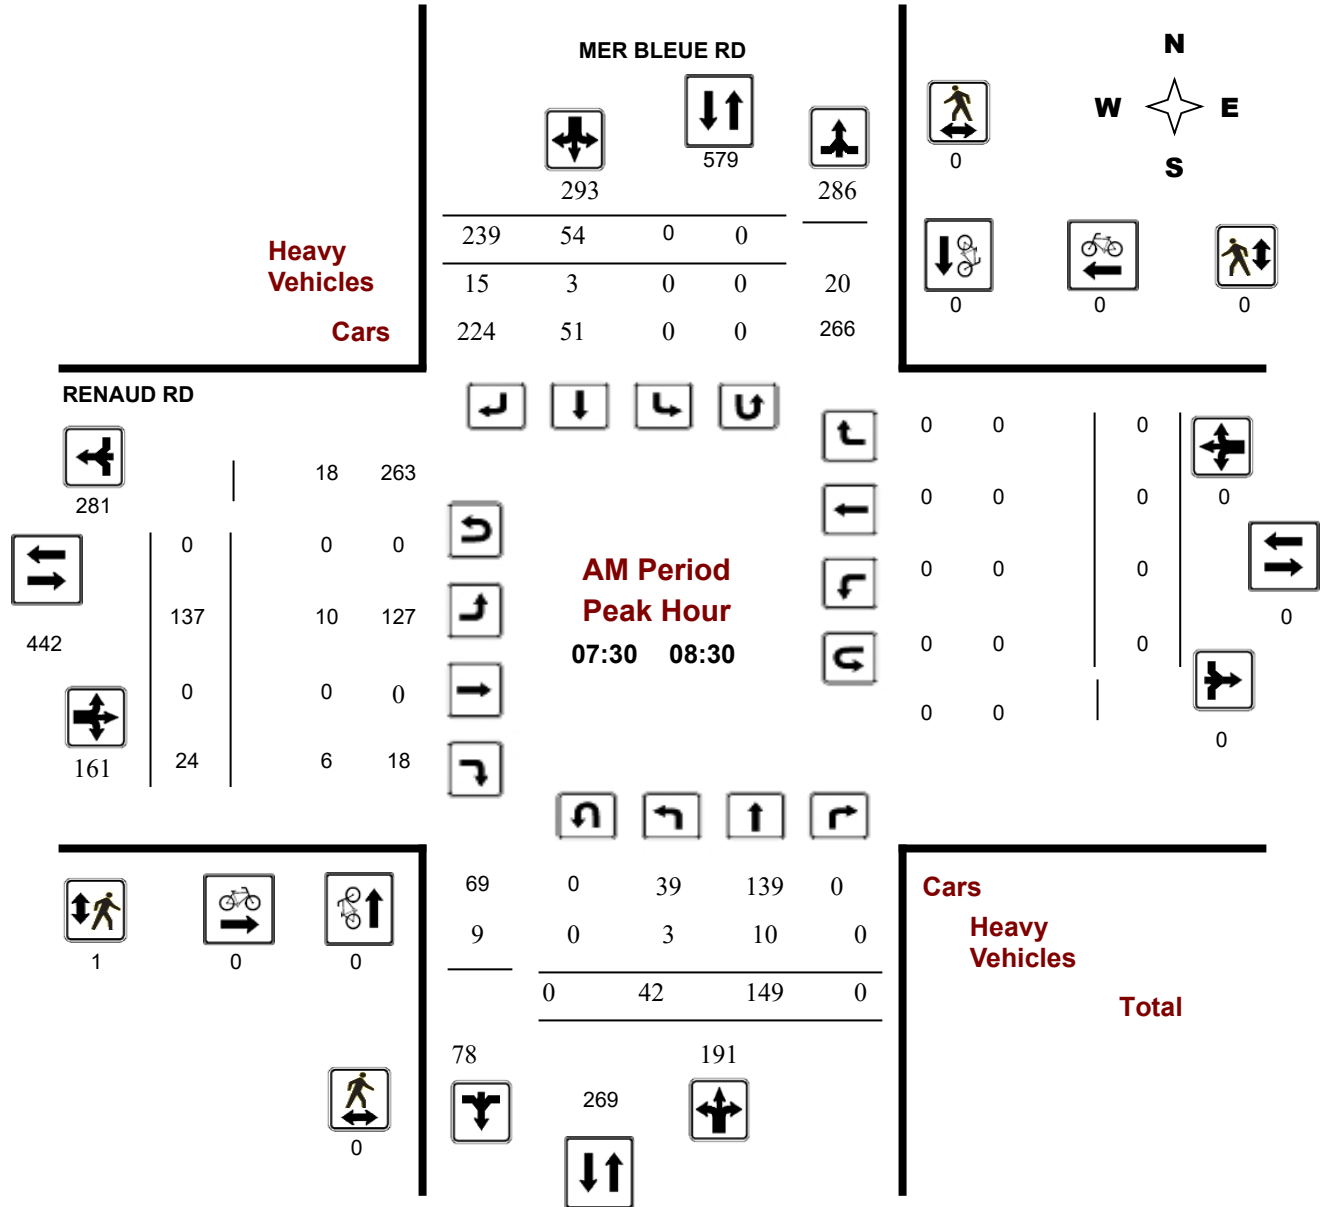 MER BLEUE RD
N
W E
S
579
0
293
286
239 54 0 0
Heavy
Vehicles
15 3 0 0 20
Cars
224 51 0 0 266
0 0 0
RENAUD RD
281
18 263
0 0 0
137 10 127
442
0 0 0
161
24 6 18
AM Period
Peak Hour
07:30 08:30
0 0 0
0 0 0 0
0 0 0
0
0 0 0
0 0
0
69 0 39 139 0
Cars
9 0 3 10 0
Heavy
Vehicles
0 42 149 0
Total
1 0 0
78 191
269
0